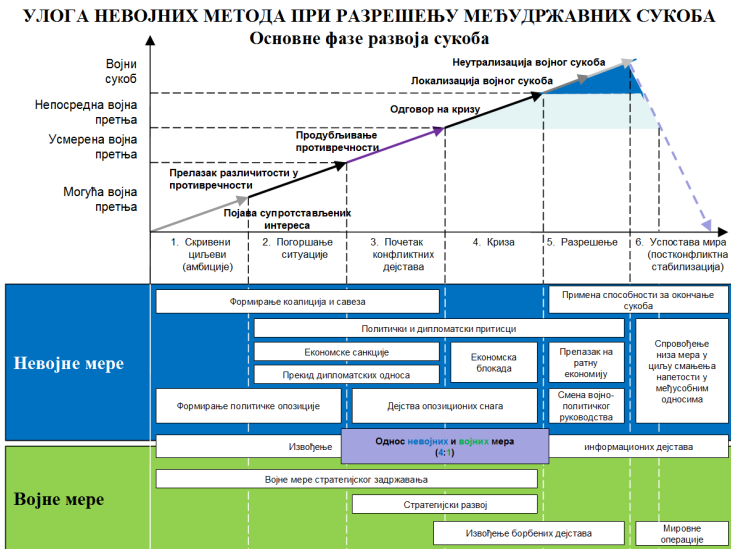 УЛОГА НЕВОЈНИХ МЕТОДА ПРИ РАЗРЕШЕЊУ МЕЂУДРЖАВНИХ СУКОБА
Основне фазе развоја сукоба
Војни
сукоб
Непосредна војна
претња
Усмерена војна
претња
Могућа војна
претња
Неутрализација војног сукоба
Локализација војног сукоба
Одговор на кризу
Продубљивање
противречности
Прелазак различитости у
противречности
Појава супротстављеник
интереса
1. Скривени
циљеви
(амбиције)
2. Погоршање
ситуације
3. Почетак
конфликтних
дејстава
4. Криза
5. Разрешење
6. Успостава мира
(постконфликтна
стабилизација)
Невојне мере
Формирање коалиција и савеза
Примена способности за окончање
сукоба
Политички и дипломатски притисци
Економске санкције
Прекид дипломатских односа
Економска
блокада
Прелазак на
ратну
економију
Спровођење
низа мера у
циљу смањења
напетости у
међусобним
односима
Формирање политичке опозиције
Дејства опозиционих снага
Смена војно-
политичког
руководства
Извођење
Однос невојних и војних мера
(4:1)
информационих дејстава
Војне мере
Војне мере стратегијског задржавања
Стратегијски развој
Извођење борбених дејстава
Мировне
операције